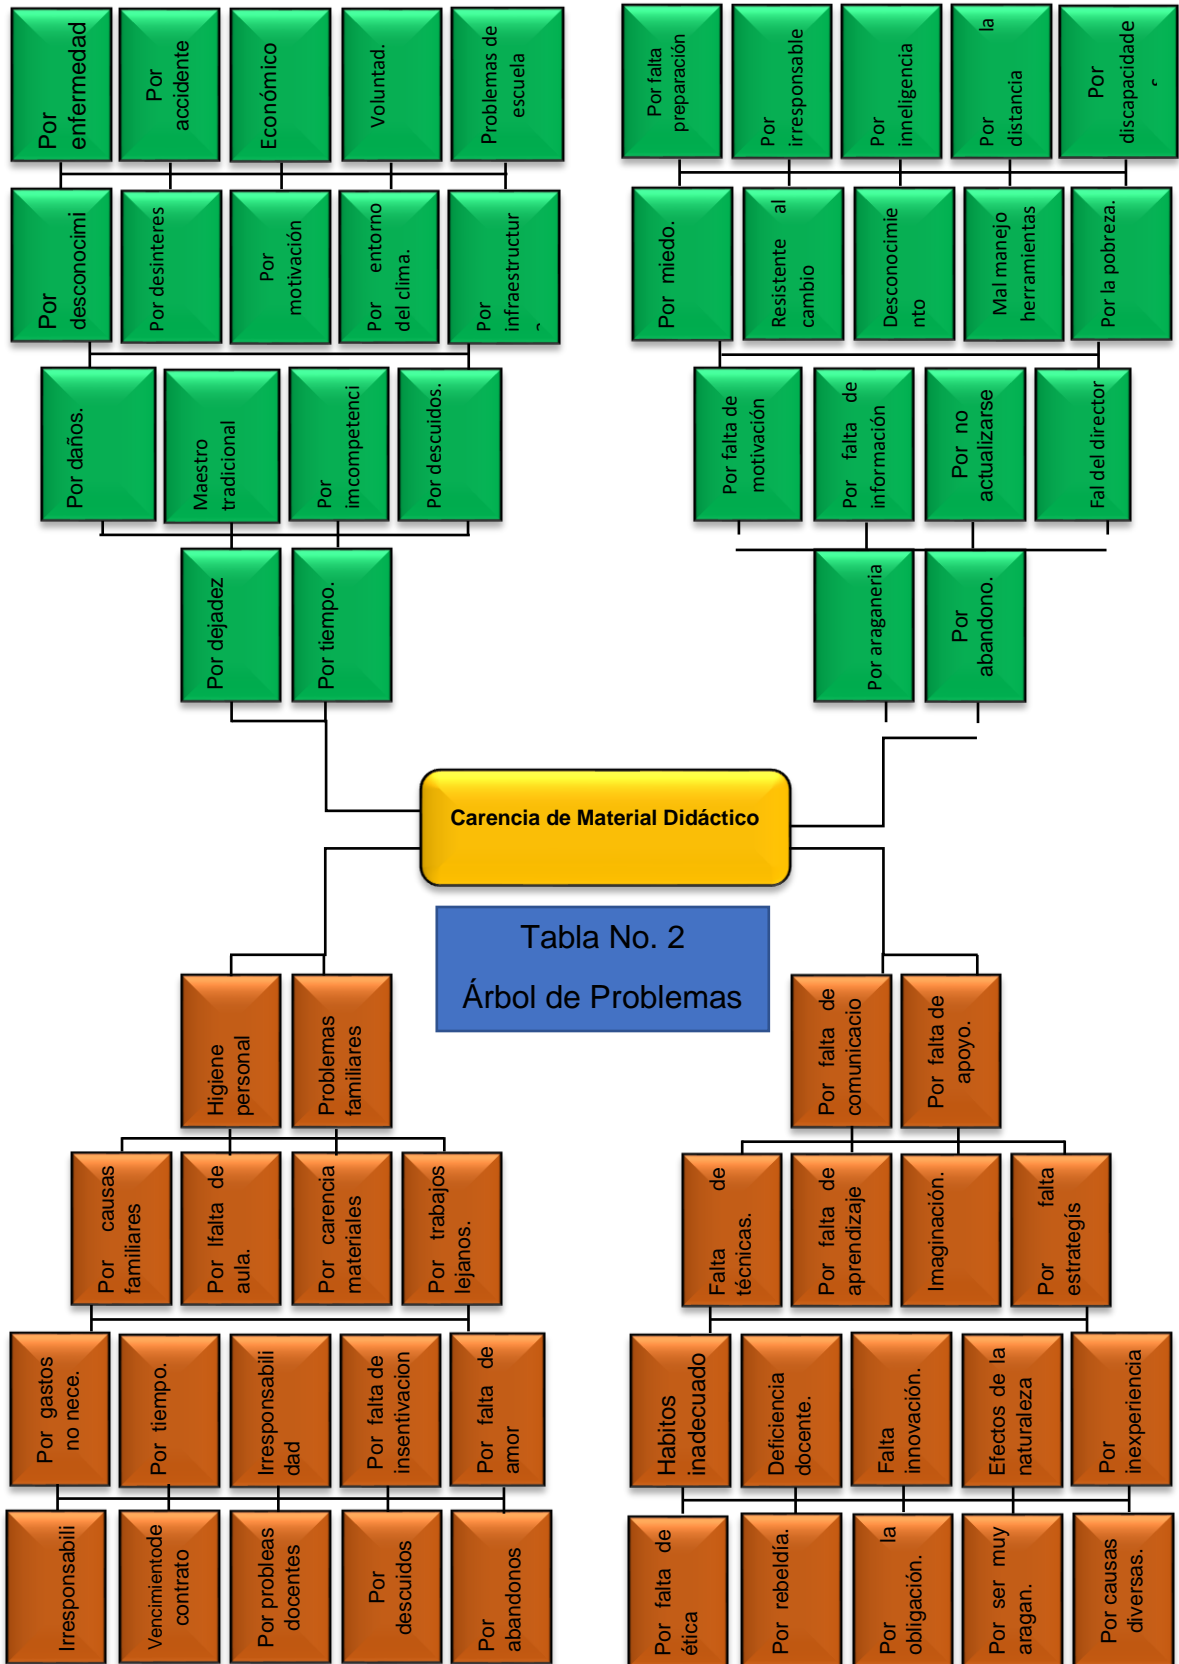 Por
enfermedad
Por
accidente
Económico
Voluntad.
Problemas de
escuela
Por falta
preparación
Por
irresponsable
Por
inneligencia
Por la
distancia
Por
discapacidade
Por
desconocimi
Por desinteres
Por
motivación
Por entorno
del clima.
Por
infraestructur
Por miedo.
Resistente al
cambio
Desconocimie
nto
Mal manejo
herramientas
Por la pobreza.
Por daños.
Maestro
tradicional
Por
imcompetenci
Por descuidos.
Por falta de
motivación
Por falta de
información
Por no
actualizarse
Fal del director
Por dejadez
Por tiempo.
Por araganeria
Por
abandono.
Carencia de Material Didáctico
Tabla No. 2
Árbol de Problemas
Higiene
personal
Problemas
familiares
Por falta de
comunicacio
Por falta de
apoyo.
Por causas
familiares
Por lfalta de
aula.
Por carencia
materiales
Por trabajos
lejanos.
Falta de
técnicas.
Por falta de
aprendizaje
Imaginación.
Por falta
estrategís
Por gastos
no nece.
Por tiempo.
Irresponsabili
dad
Por falta de
insentivacion
Por falta de
amor
Habitos
inadecuado
Deficiencia
docente.
Falta
innovación.
Efectos de la
naturaleza
Por
inexperiencia
Irresponsabili
Vencimientode
contrato
Por probleas
docentes
Por
descuidos
Por
abandonos
Por falta de
ética
Por rebeldía.
Por la
obligación.
Por ser muy
aragan.
Por causas
diversas.